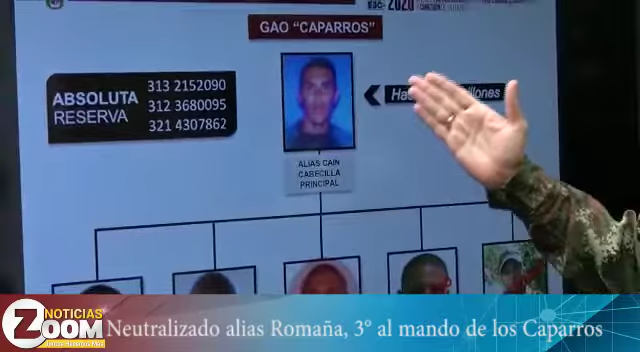 2020
GAO "CAPARROS"
ABSOLUTA
RESERVA
313 2152090
312 3680095
321 4307862
ALIAS CAIN
CABECILLA
PRINCIPAL
NOTICIAS
ZOOM
Neutralizado alias Romaña, 3° al mando de los Caparros